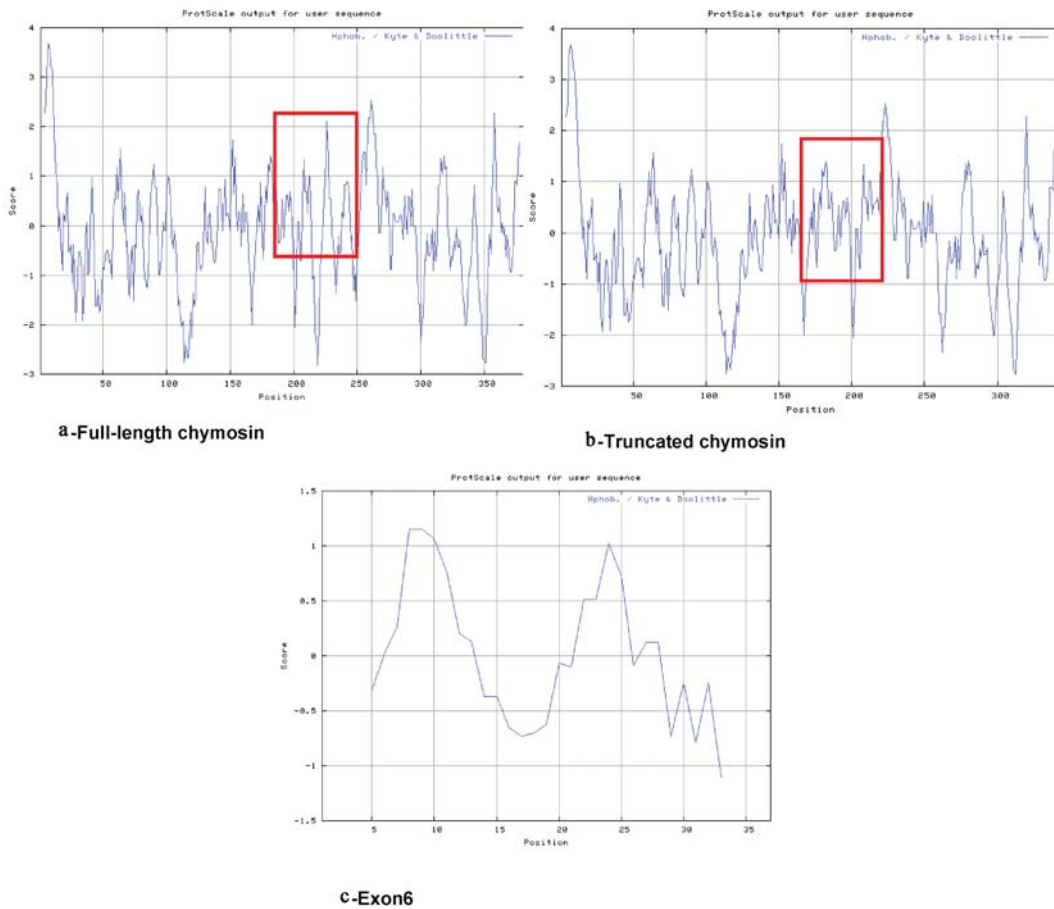 ProtScale output for user sequence
Hphob. / Kyte & Doolittle
4
3
2
1
0
-1
-2
-3
Score
50
100
150
200
250
300
350
Position
a-Full-length chymosin
ProtScale output for user sequence
Hphob. / Kyte & Doolittle
4
3
2
1
0
-1
-2
-3
Score
50
100
150
200
250
300
Position
b-Truncated chymosin
ProtScale output for user sequence
Hphob. / Kyte & Doolittle
1.5
1
0.5
0
-0.5
-1
-1.5
Score
5
10
15
20
25
30
35
Position
c-Exon6